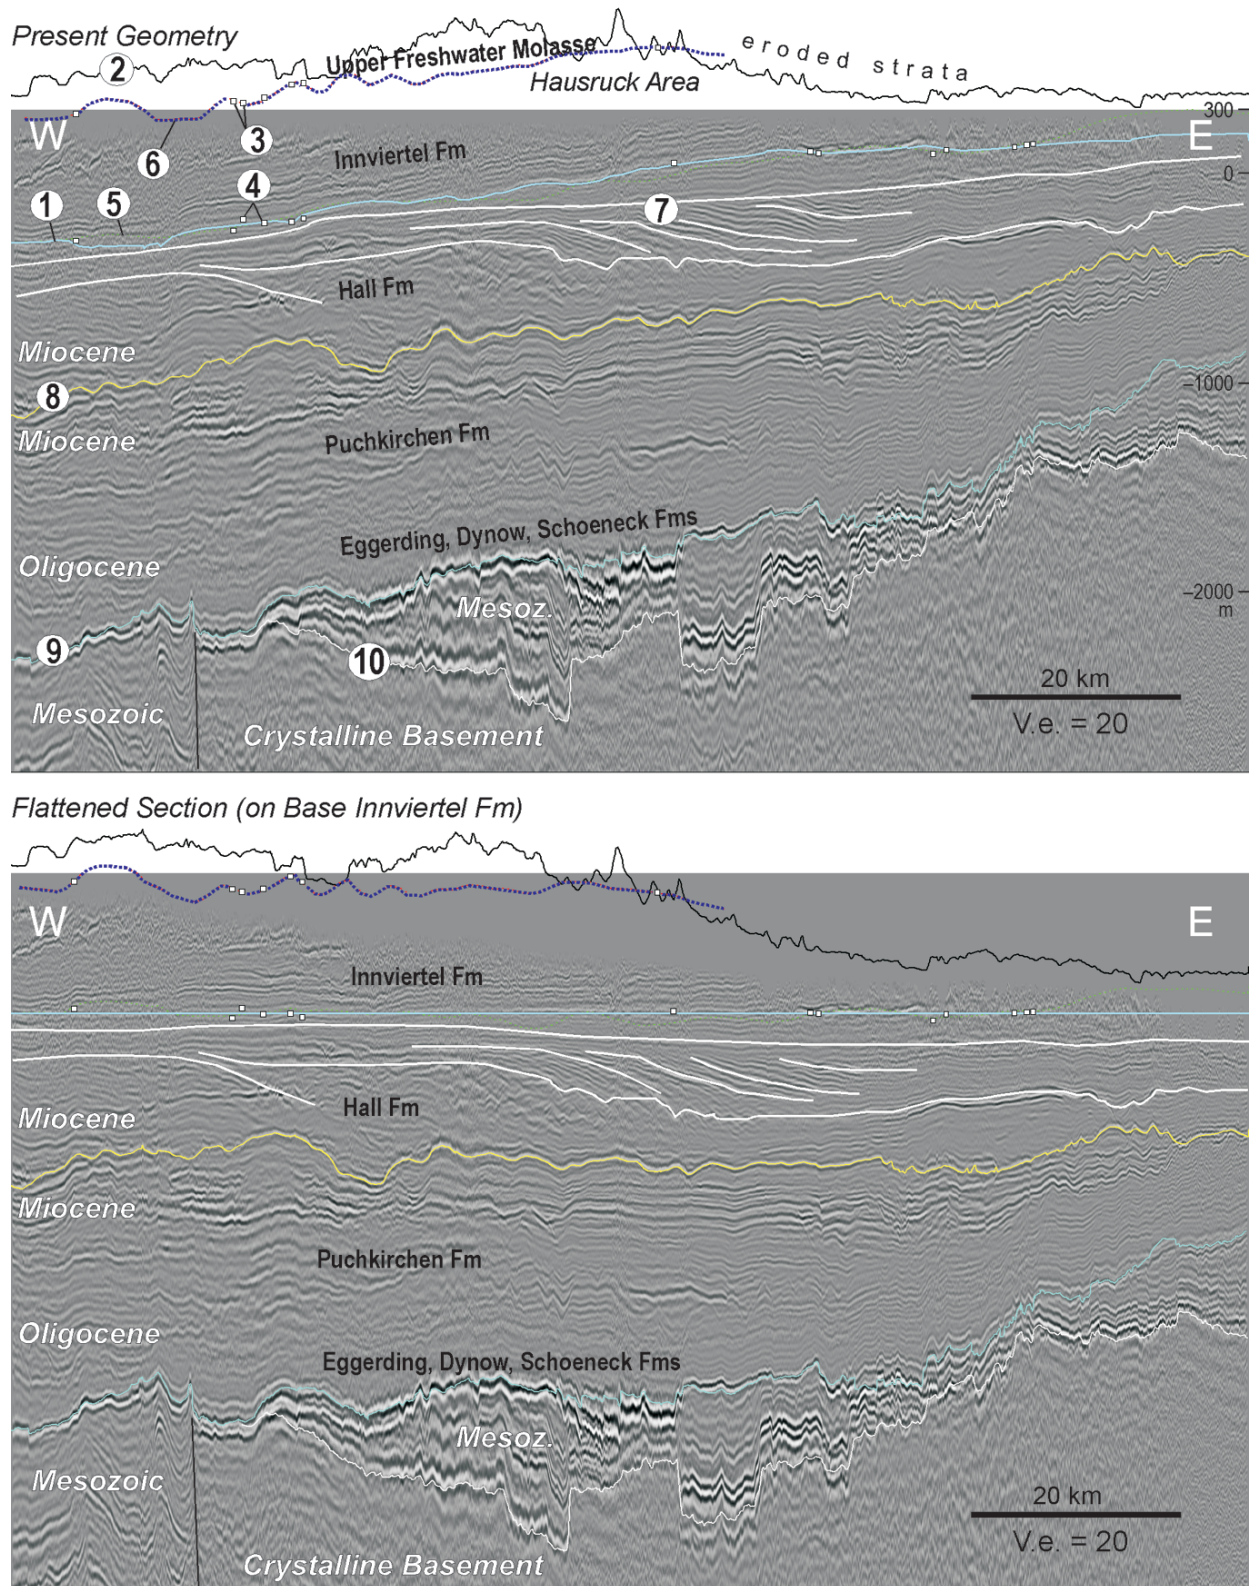 Present Geometry
2
Upper Freshwater Molasse
eroded strata
Hausruck Area
300
W
3
E
6
Innviertel Fm
0
4
1
5
7
Hall Fm
Miocene
8
–1000
Miocene
Puchkirchen Fm
Eggerding, Dynow, Schoeneck Fms
Oligocene
–2000
m
Mesoz.
9
10
20 km
Mesozoic
V.e. = 20
Crystalline Basement
Flattened Section (on Base Innviertel Fm)
W
E
Innviertel Fm
Hall Fm
Miocene
Miocene
Puchkirchen Fm
Oligocene
Eggerding, Dynow, Schoeneck Fms
Mesoz.
Mesozoic
20 km
V.e. = 20
Crystalline Basement